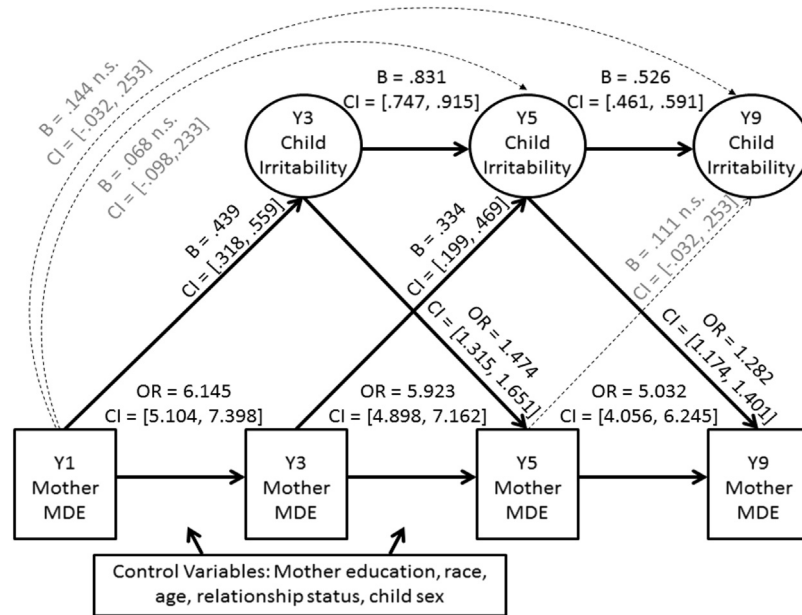 B = .144 n.s.
CI = [-.032, 253]
B = .068 n.s.
CI = [-.098, 233]
B = .831
CI = [.747, .915]
B = .526
CI = [.461, .591]
Y3
Child
Irritability
Y5
Child
Irritability
Y9
Child
Irritability
B = .439
CI = [.318, .559]
B = .334
CI = [.199, .469]
B = .111 n.s.
CI = [-.032, 253]
OR = 1.474
CI = [1.315, 1.651]
OR = 1.282
CI = [1.174, 1.401]
OR = 6.145
CI = [5.104, 7.398]
OR = 5.923
CI = [4.898, 7.162]
OR = 5.032
CI = [4.056, 6.245]
Y1
Mother
MDE
Y3
Mother
MDE
Y5
Mother
MDE
Y9
Mother
MDE
Control Variables: Mother education, race,
age, relationship status, child sex